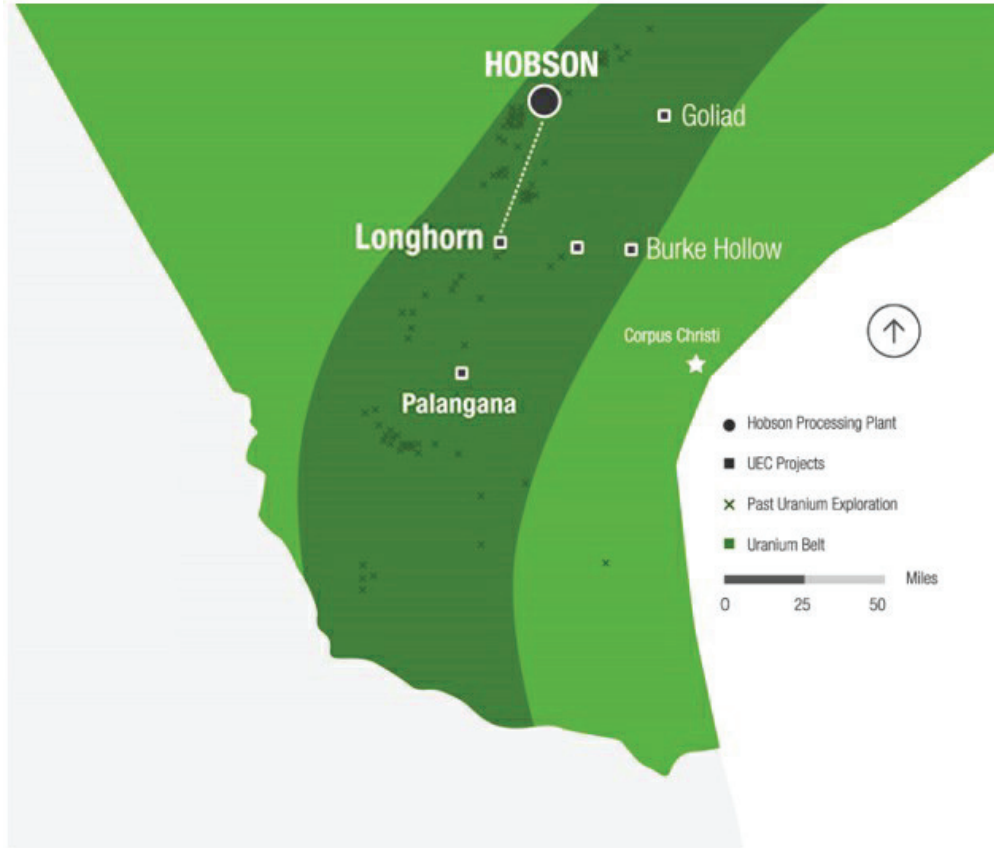 HOBSON
Goliad
Longhorn
Burke Hollow
Corpus Christi
Palangana
Hobson Processing Plant
UEC Projects
Past Uranium Exploration
Uranium Belt
Miles
0 25 50